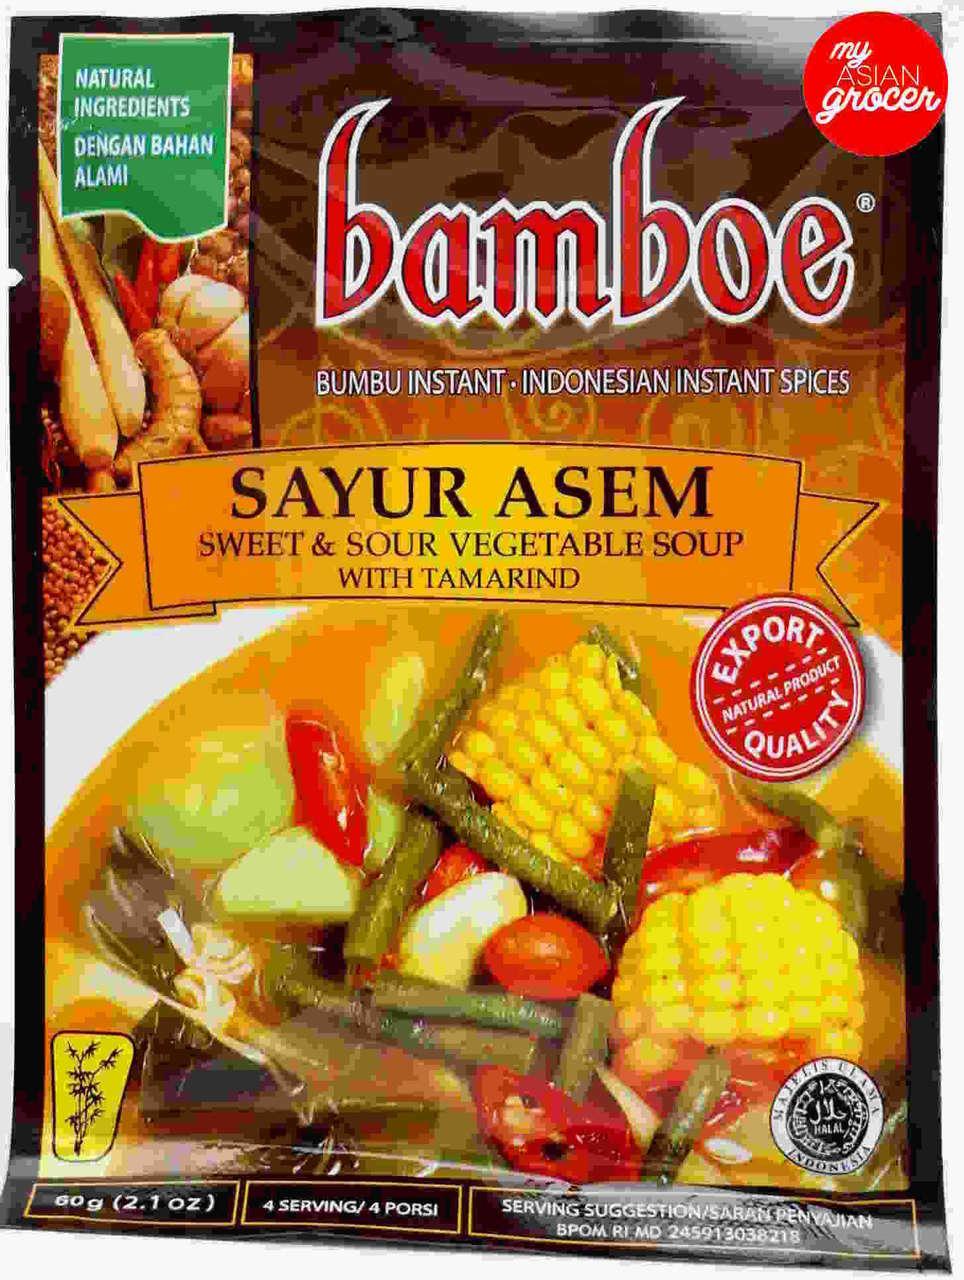 my
ASIAN
grocer
NATURAL
INGREDIENTS
DENGAN BAHAN
ALAMI
bamboe®
BUMBU INSTANT · INDONESIAN INSTANT SPICES
SAYUR ASEM
SWEET & SOUR VEGETABLE SOUP
WITH TAMARIND
EXPORT
NATURAL PRODUCT
QUALITY
MAJELIS ULAMA
حلال
HALAL
INDONESIA
60g (2.1 oz)
4 SERVING/ 4 PORSI
SERVING SUGGESTION/SARAN PENYAJIAN
BPOM RI MD 245913038218